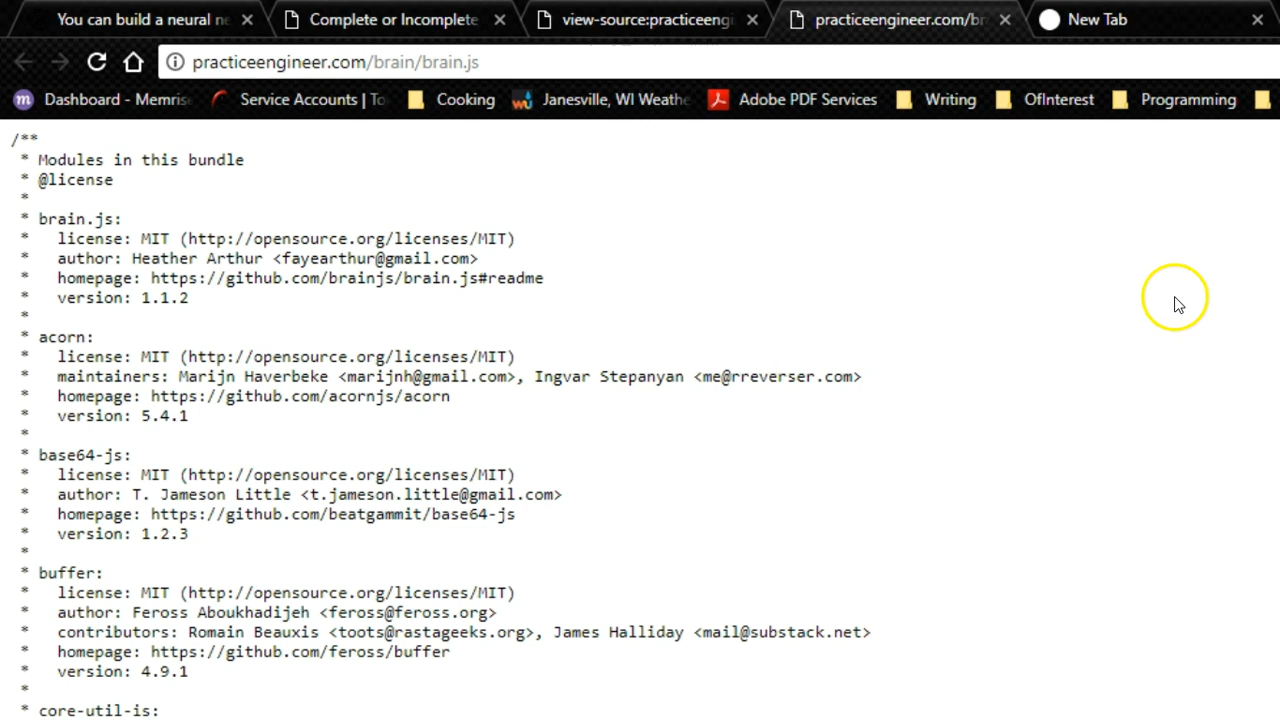 You can build a neural ne
Complete or Incomplete
view-source:practiceengi
practiceengineer.com/br
New Tab
practiceengineer.com/brain/brain.js
Dashboard - Memris
Service Accounts | To
Cooking
Janesville, WI Weathe
Adobe PDF Services
Writing
OfInterest
Programming
/**
* Modules in this bundle
* @license
*
* brain.js:
*   license: MIT (http://opensource.org/licenses/MIT)
*   author: Heather Arthur <fayearthur@gmail.com>
*   homepage: https://github.com/brainjs/brain.js#readme
*   version: 1.1.2
*
* acorn:
*   license: MIT (http://opensource.org/licenses/MIT)
*   maintainers: Marijn Haverbeke <marijnh@gmail.com>, Ingvar Stepanyan <me@rreverser.com>
*   homepage: https://github.com/acornjs/acorn
*   version: 5.4.1
*
* base64-js:
*   license: MIT (http://opensource.org/licenses/MIT)
*   author: T. Jameson Little <t.jameson.little@gmail.com>
*   homepage: https://github.com/beatgammit/base64-js
*   version: 1.2.3
*
* buffer:
*   license: MIT (http://opensource.org/licenses/MIT)
*   author: Feross Aboukhadijeh <feross@feross.org>
*   contributors: Romain Beauxis <toots@rastageeks.org>, James Halliday <mail@substack.net>
*   homepage: https://github.com/feross/buffer
*   version: 4.9.1
*
* core-util-is: